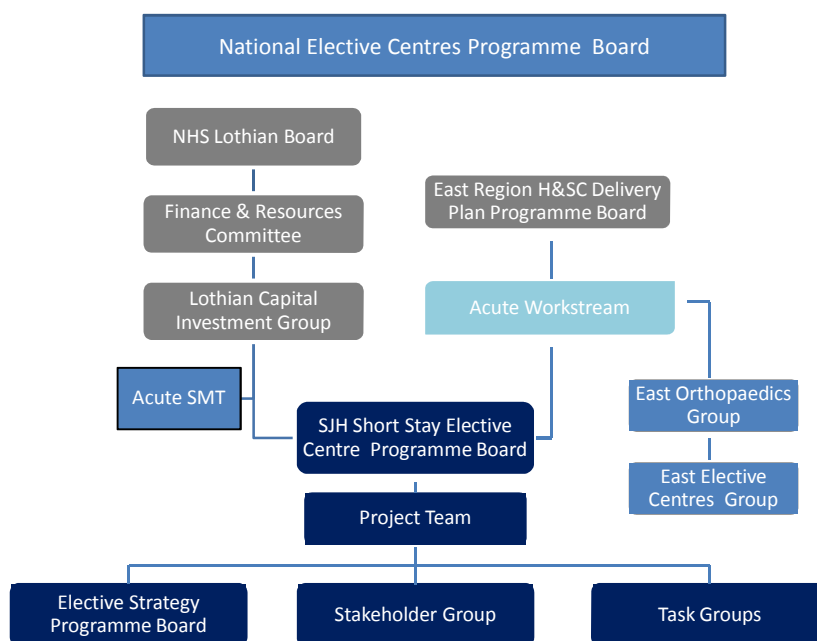 National Elective Centres Programme Board
NHS Lothian Board
Finance & Resources
Committee
Lothian Capital
Investment Group
East Region H&SC Delivery
Plan Programme Board
Acute Workstream
Acute SMT
SJH Short Stay Elective
Centre Programme Board
East Orthopaedics
Group
East Elective
Centres Group
Project Team
Elective Strategy
Programme Board
Stakeholder Group
Task Groups